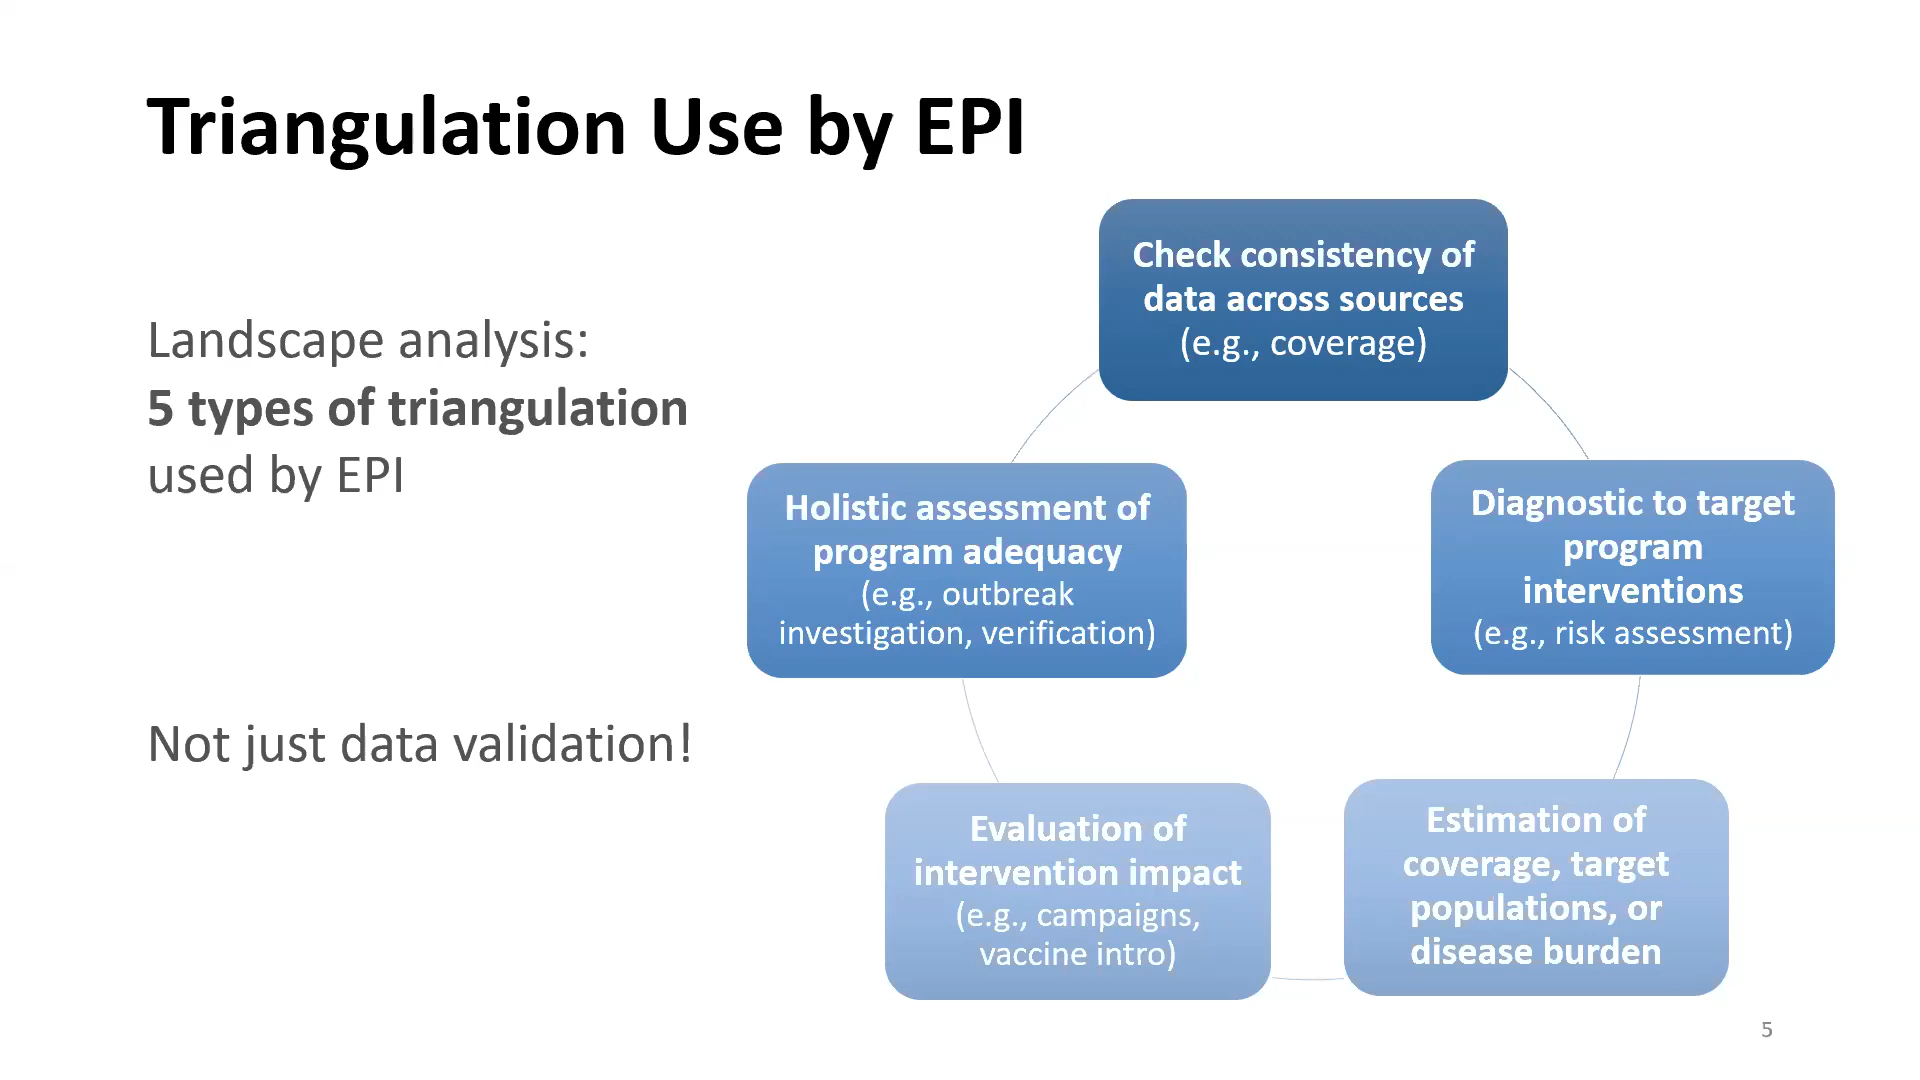 Triangulation Use by EPI
Landscape analysis:
5 types of triangulation
used by EPI
Not just data validation!
Check consistency of
data across sources
(e.g., coverage)
Diagnostic to target
program
interventions
(e.g., risk assessment)
Estimation of
coverage, target
populations, or
disease burden
Evaluation of
intervention impact
(e.g., campaigns,
vaccine intro)
Holistic assessment of
program adequacy
(e.g., outbreak
investigation, verification)
5